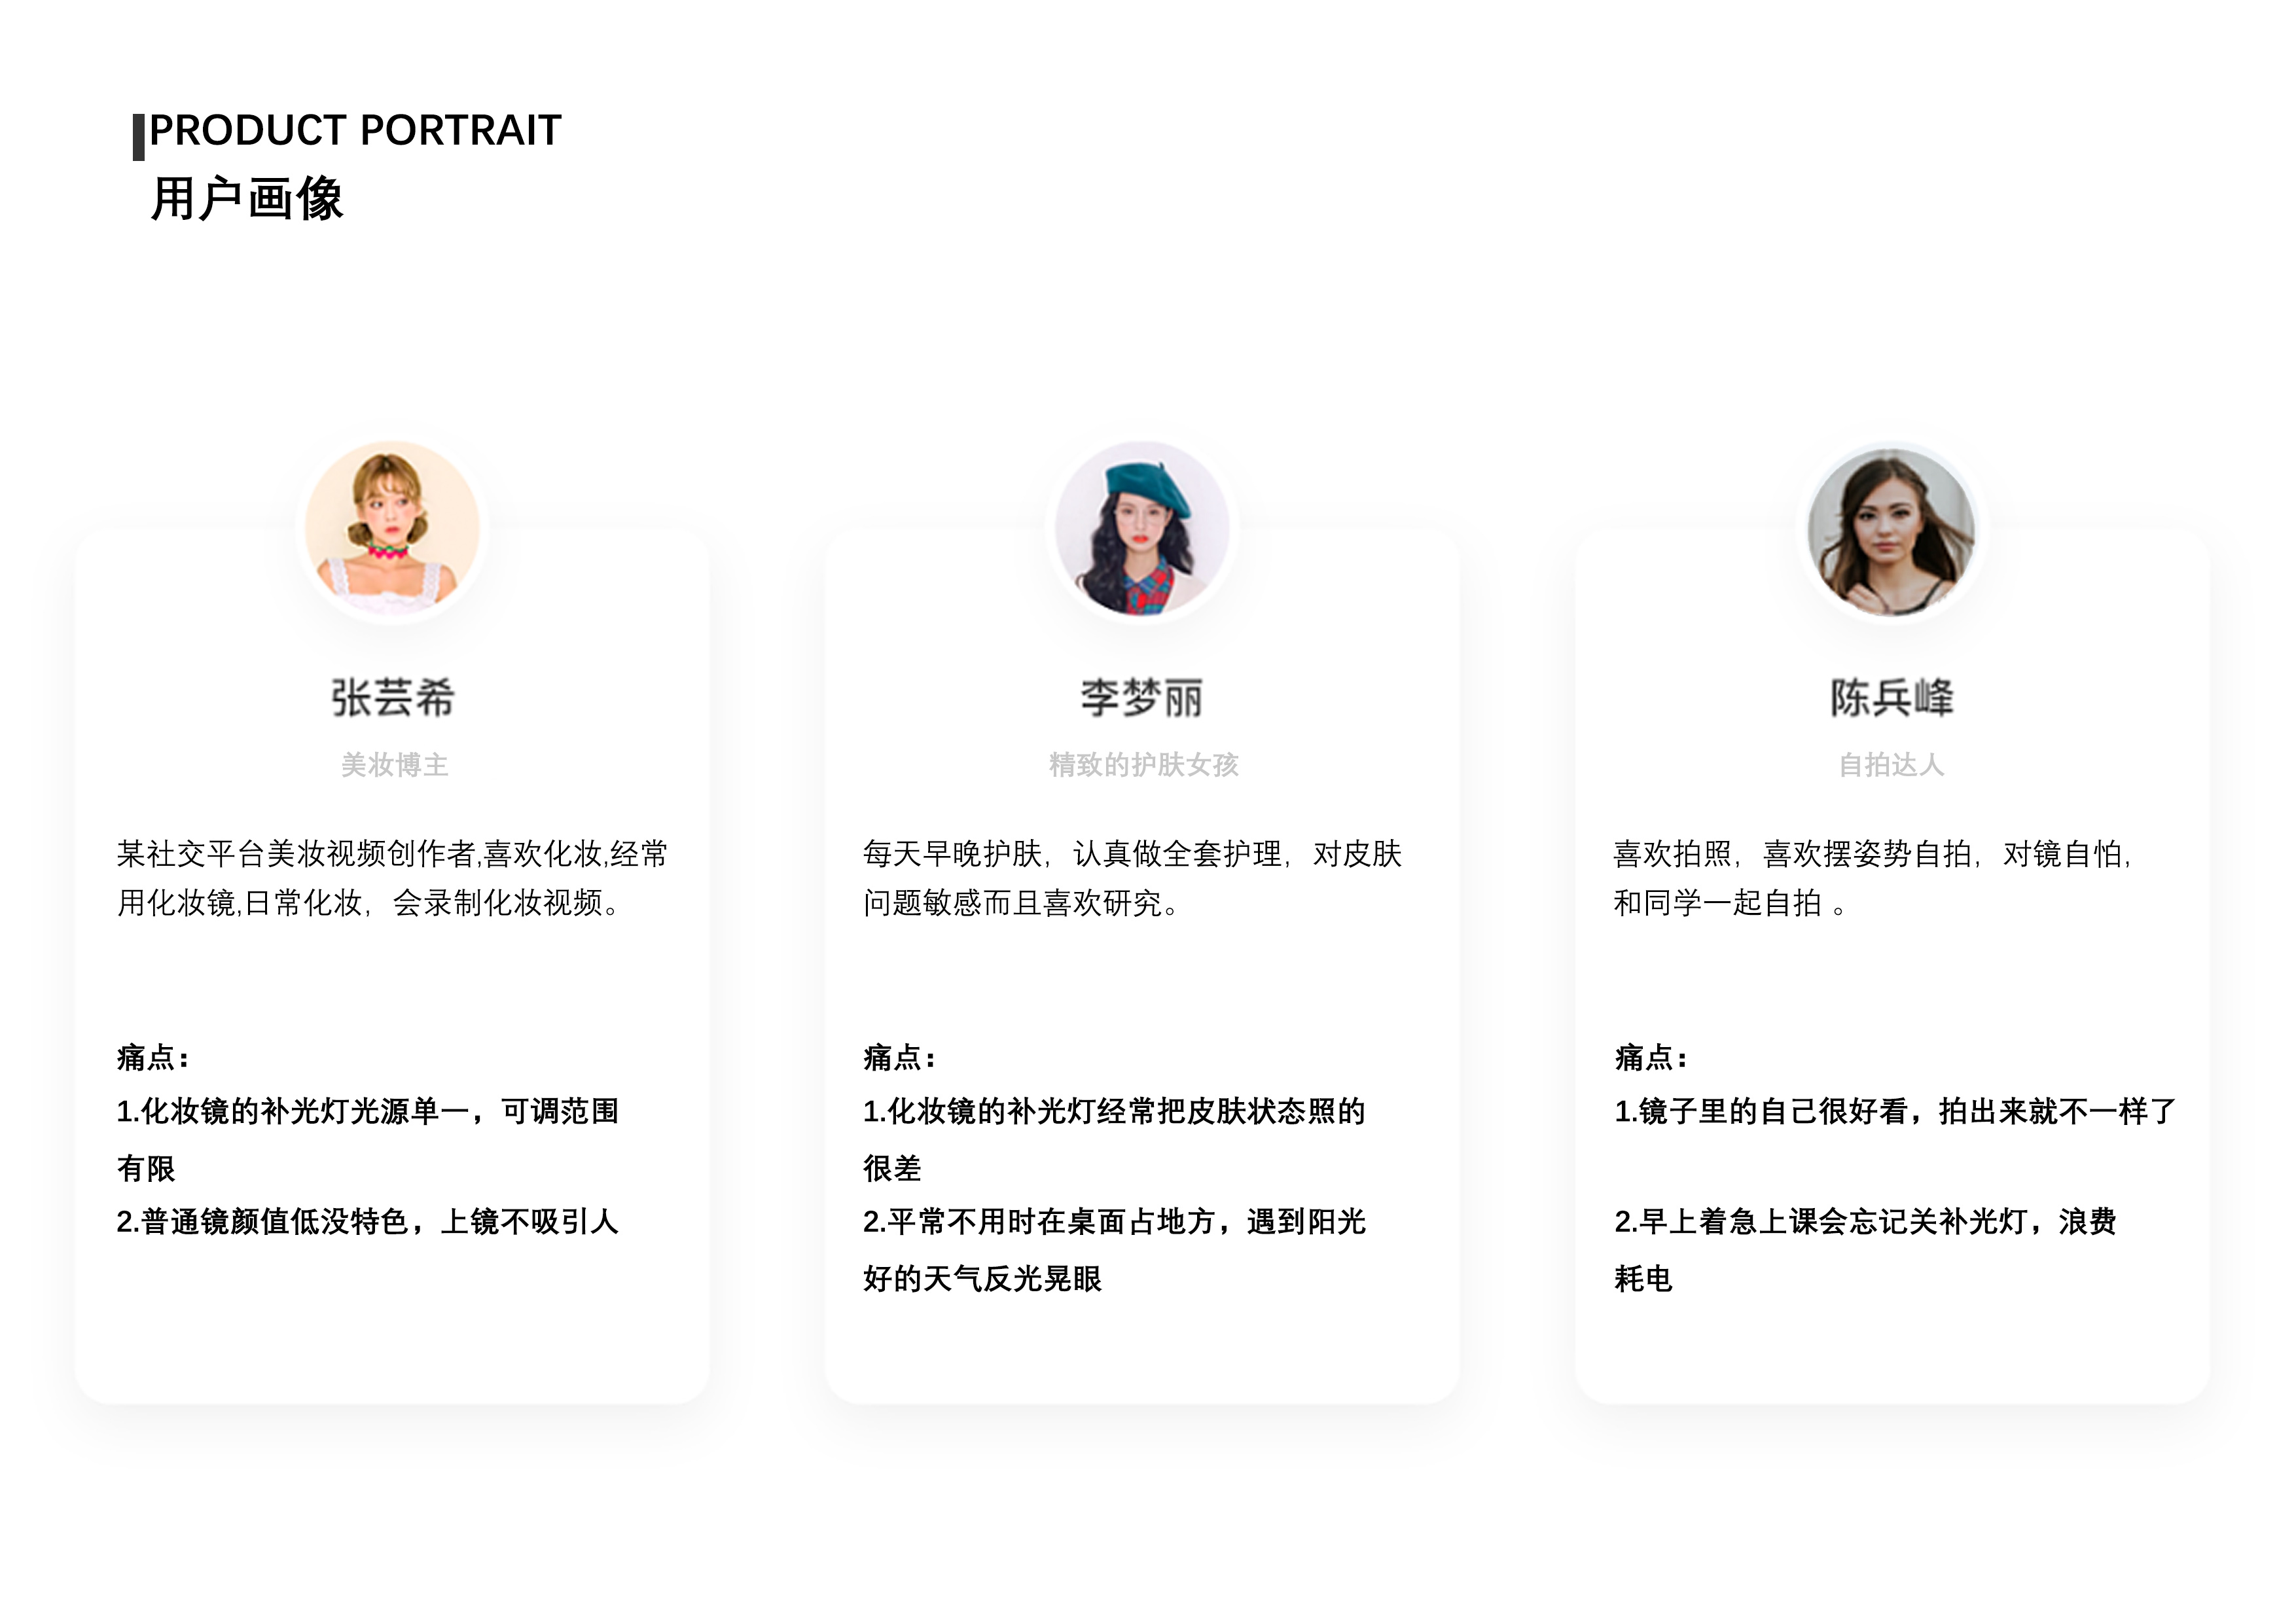 PRODUCT PORTRAIT
用户画像
张芸希
美妆博主
某社交平台美妆视频创作者,喜欢化妆,经常
用化妆镜,日常化妆，会录制化妆视频。
痛点：
1.化妆镜的补光灯光源单一，可调范围
有限
2.普通镜颜值低没特色，上镜不吸引人
李梦丽
精致的护肤女孩
每天早晚护肤，认真做全套护理，对皮肤
问题敏感而且喜欢研究。
痛点：
1.化妆镜的补光灯经常把皮肤状态照的
很差
2.平常不用时在桌面占地方，遇到阳光
好的天气反光晃眼
陈兵峰
自拍达人
喜欢拍照，喜欢摆姿势自拍，对镜自怕，
和同学一起自拍 。
痛点：
1.镜子里的自己很好看，拍出来就不一样了
2.早上着急上课会忘记关补光灯，浪费
耗电